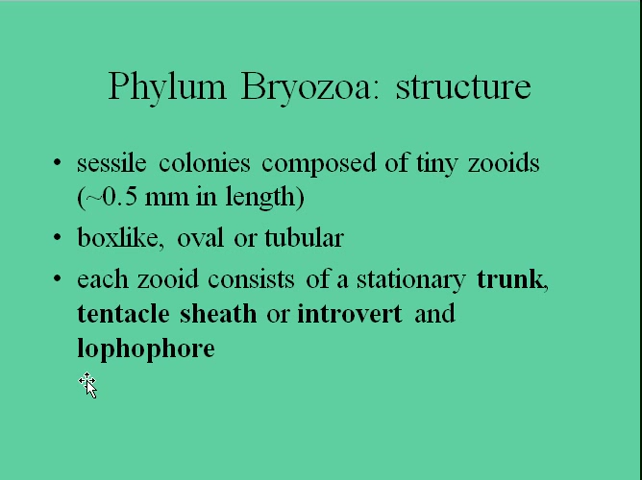 Phylum Bryozoa: structure
• sessile colonies composed of tiny zooids
(~0.5 mm in length)
• boxlike, oval or tubular
• each zooid consists of a stationary trunk,
tentacle sheath or introvert and
lophophore